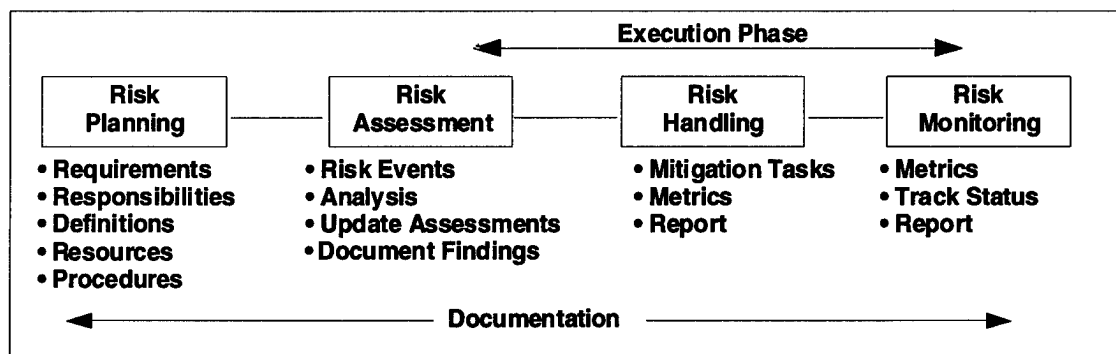 Execution Phase
Risk
Planning
Risk
Assessment
Risk
Handling
Risk
Monitoring
• Requirements
• Responsibilities
• Definitions
• Resources
• Procedures
• Risk Events
• Analysis
• Update Assessments
• Document Findings
• Mitigation Tasks
• Metrics
• Report
• Metrics
• Track Status
• Report
Documentation